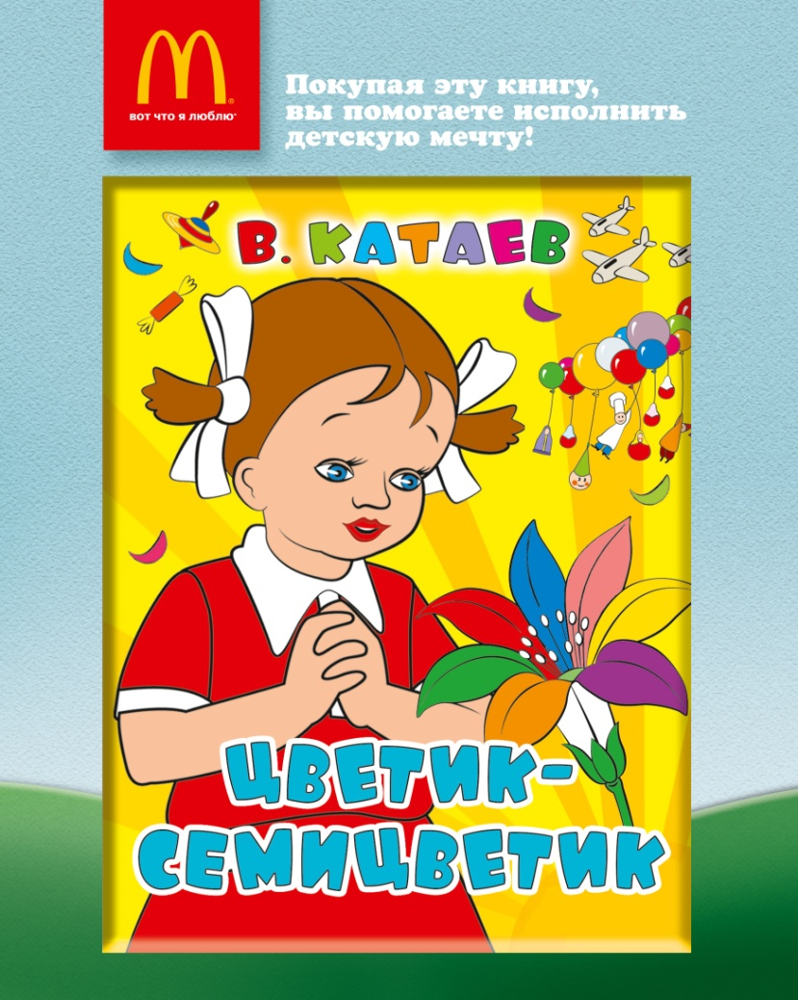 вот что я люблю
Покупая эту книгу,
вы помогаете исполнить
детскую мечту!
В. КАТАЕВ
ЦВЕТИК-
СЕМИЦВЕТИК